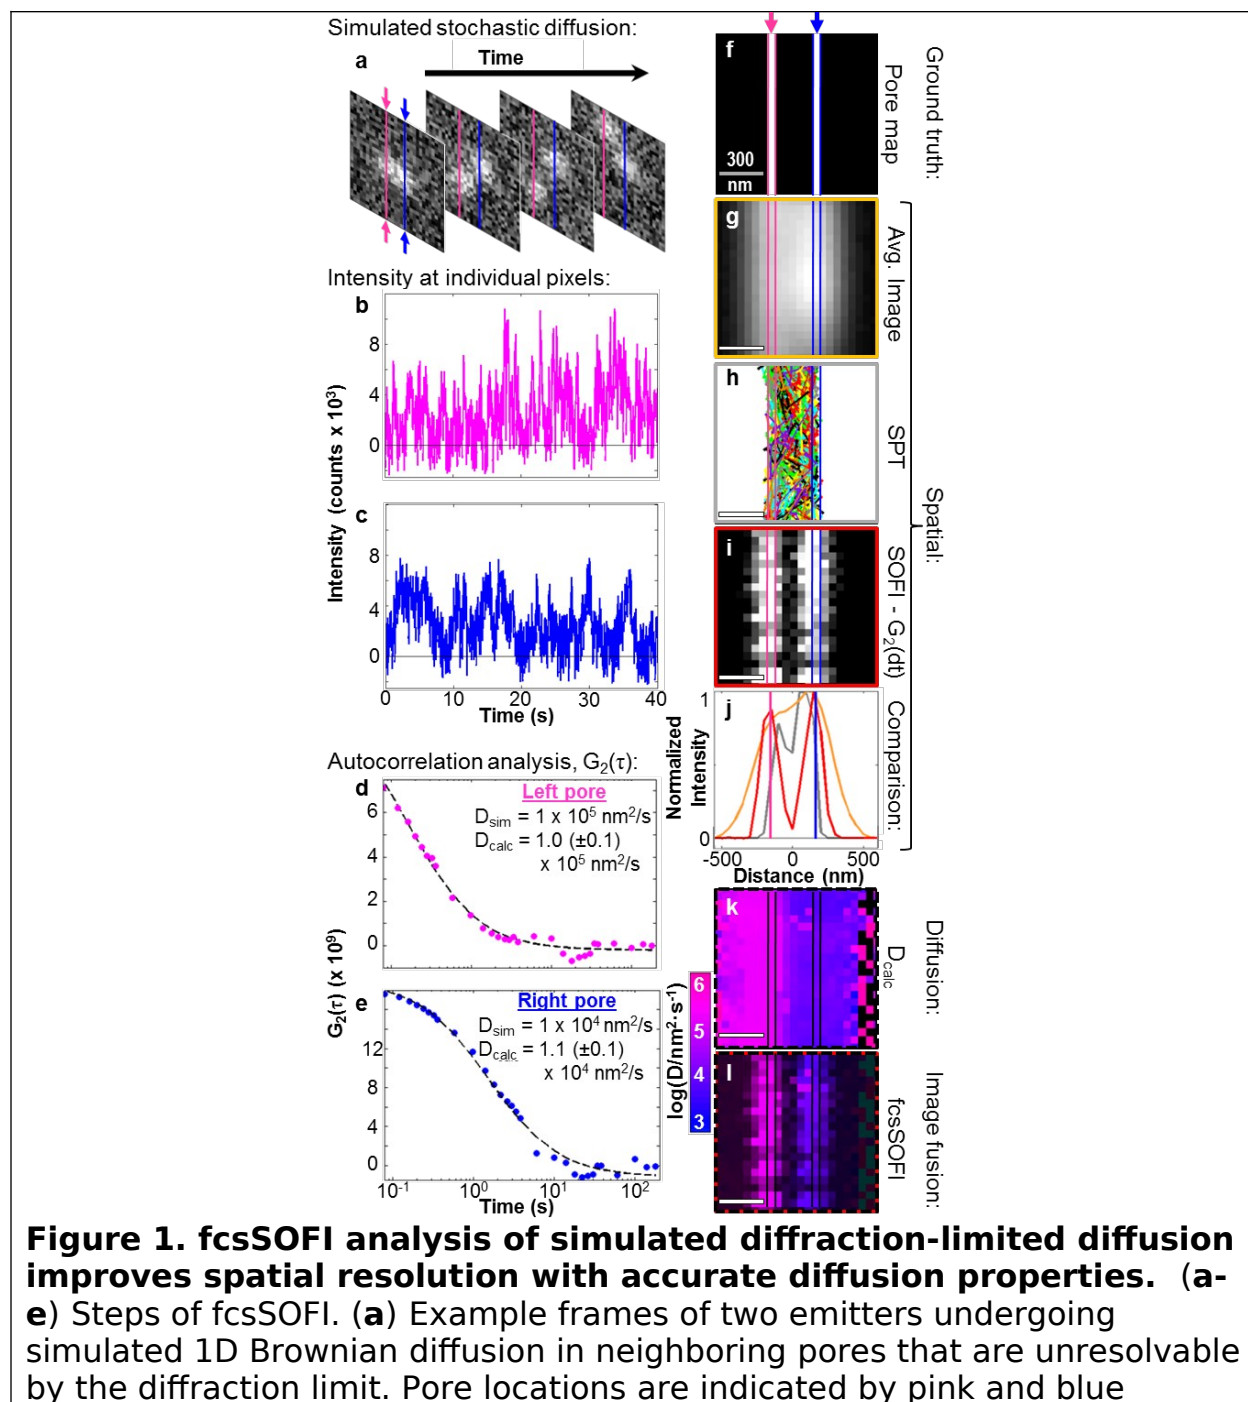 Simulated stochastic diffusion:
a
Time
Intensity at individual pixels:
b
8
4
0
c
8
4
0
Intensity (counts x 10³)
0 10 20 30 40
Time (s)
Autocorrelation analysis, G₂(τ):
d
Left pore
D_sim = 1 x 10⁵ nm²/s
D_calc = 1.0 (±0.1)
x 10⁵ nm²/s
6
4
2
0
e
Right pore
D_sim = 1 x 10⁴ nm²/s
D_calc = 1.1 (±0.1)
x 10⁴ nm²/s
12
8
4
0
G₂(τ) (x 10⁹)
10⁻¹ 10⁰ 10¹ 10²
Time (s)
f
300
nm
Pore map
Ground truth:
g
Avg. Image
h
SPT
Spatial:
i
SOFI - G₂(dt)
j
1
0
Normalized
Intensity
-500 0 500
Distance (nm)
Comparison:
k
D_calc
Diffusion:
6
5
4
3
log(D/nm²·s⁻¹)
l
fcsSOFI
Image fusion:
Figure 1. fcsSOFI analysis of simulated diffraction-limited diffusion
improves spatial resolution with accurate diffusion properties. (a-
e) Steps of fcsSOFI. (a) Example frames of two emitters undergoing
simulated 1D Brownian diffusion in neighboring pores that are unresolvable
by the diffraction limit. Pore locations are indicated by pink and blue